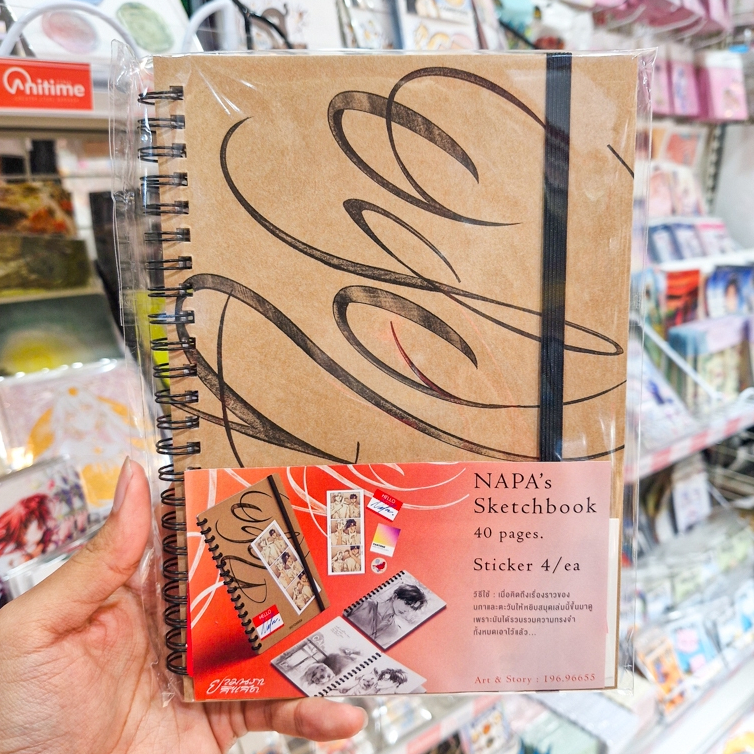 Anitime
NAPA's
Sketchbook
40 pages.
Sticker 4/ea
วิธีใช้ : เมื่อคิดถึงเรื่องราวของ
นภาและตะวันให้หยิบสมุดเล่มนี้ขึ้นมาดู
เพราะมันได้รวบรวมความทรงจำ
ทั้งหมดเอาไว้แล้ว...
Art & Story : 196.96655
HELLO
Napa.
HELLO
Napa.